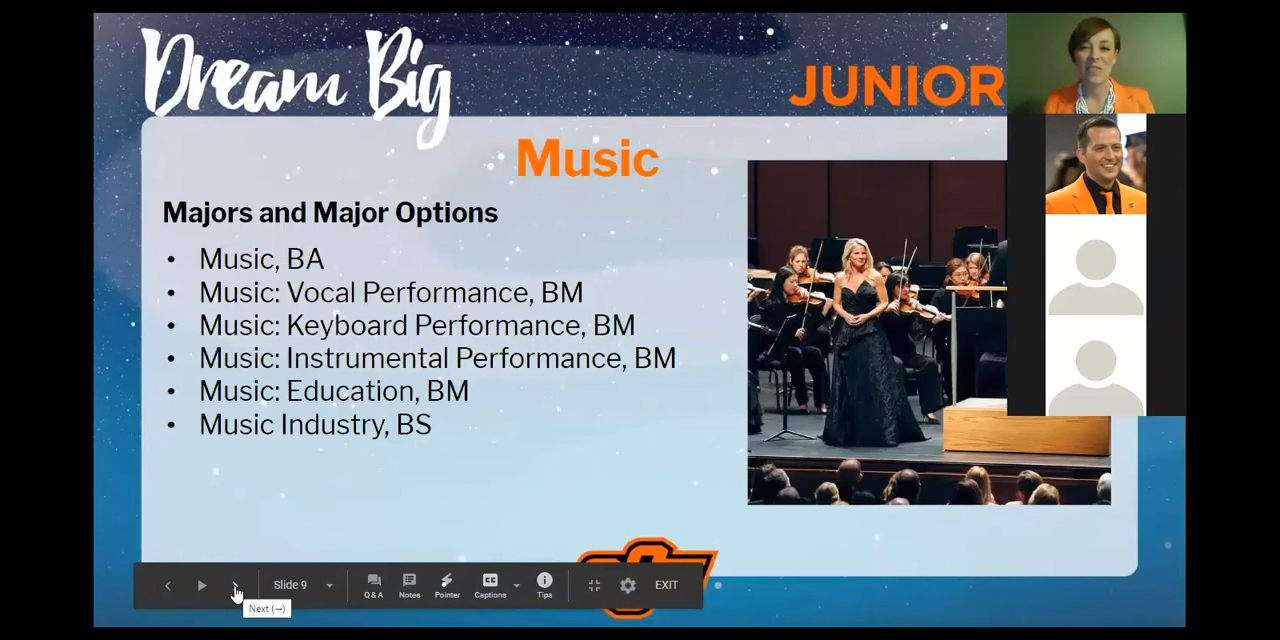 Dream Big
JUNIOR
Music
Majors and Major Options
• Music, BA
• Music: Vocal Performance, BM
• Music: Keyboard Performance, BM
• Music: Instrumental Performance, BM
• Music: Education, BM
• Music Industry, BS
Slide 9
Q & A
Notes
Pointer
CC
Captions
Tips
EXIT
Next (→)